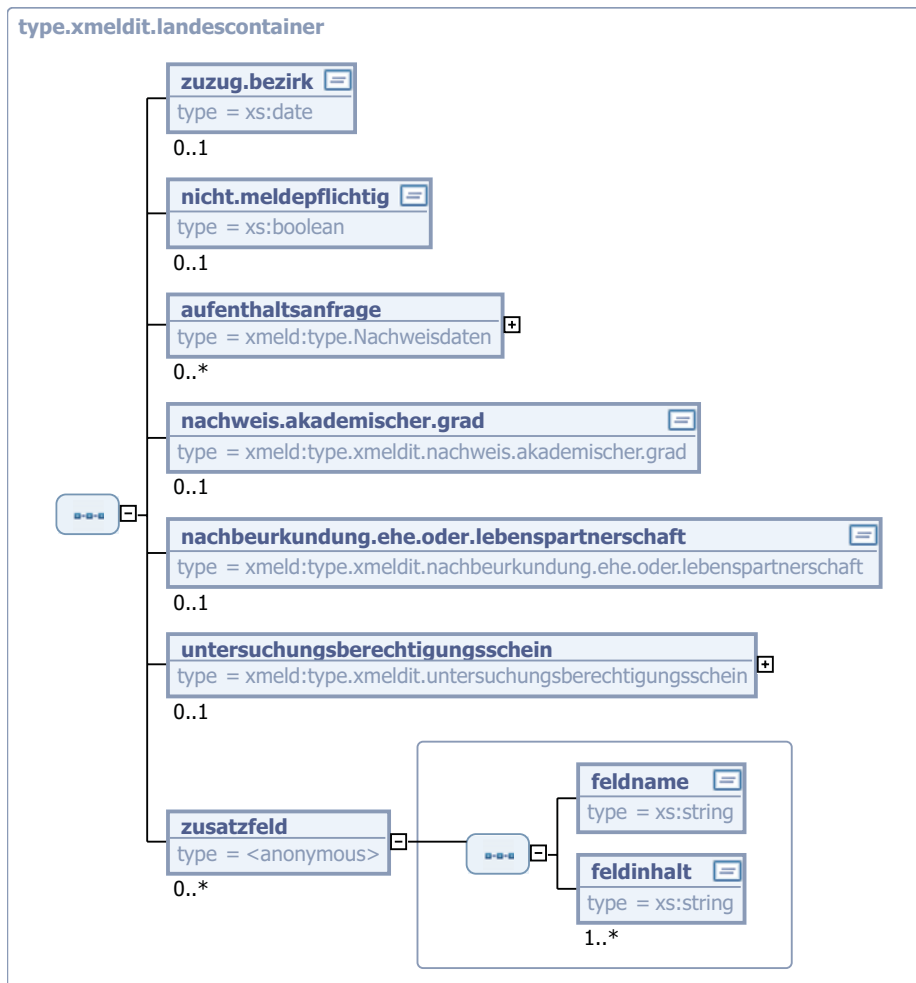 type.xmeldit.landescontainer
zuzug.bezirk
type = xs:date
0..1
nicht.meldepflichtig
type = xs:boolean
0..1
aufenthaltsanfrage
type = xmeld:type.Nachweisdaten
0..*
nachweis.akademischer.grad
type = xmeld:type.xmeldit.nachweis.akademischer.grad
0..1
nachbeurkundung.ehe.oder.lebenspartnerschaft
type = xmeld:type.xmeldit.nachbeurkundung.ehe.oder.lebenspartnerschaft
0..1
untersuchungsberechtigungsschein
type = xmeld:type.xmeldit.untersuchungsberechtigungsschein
0..1
zusatzfeld
type = <anonymous>
0..*
feldname
type = xs:string
feldinhalt
type = xs:string
1..*